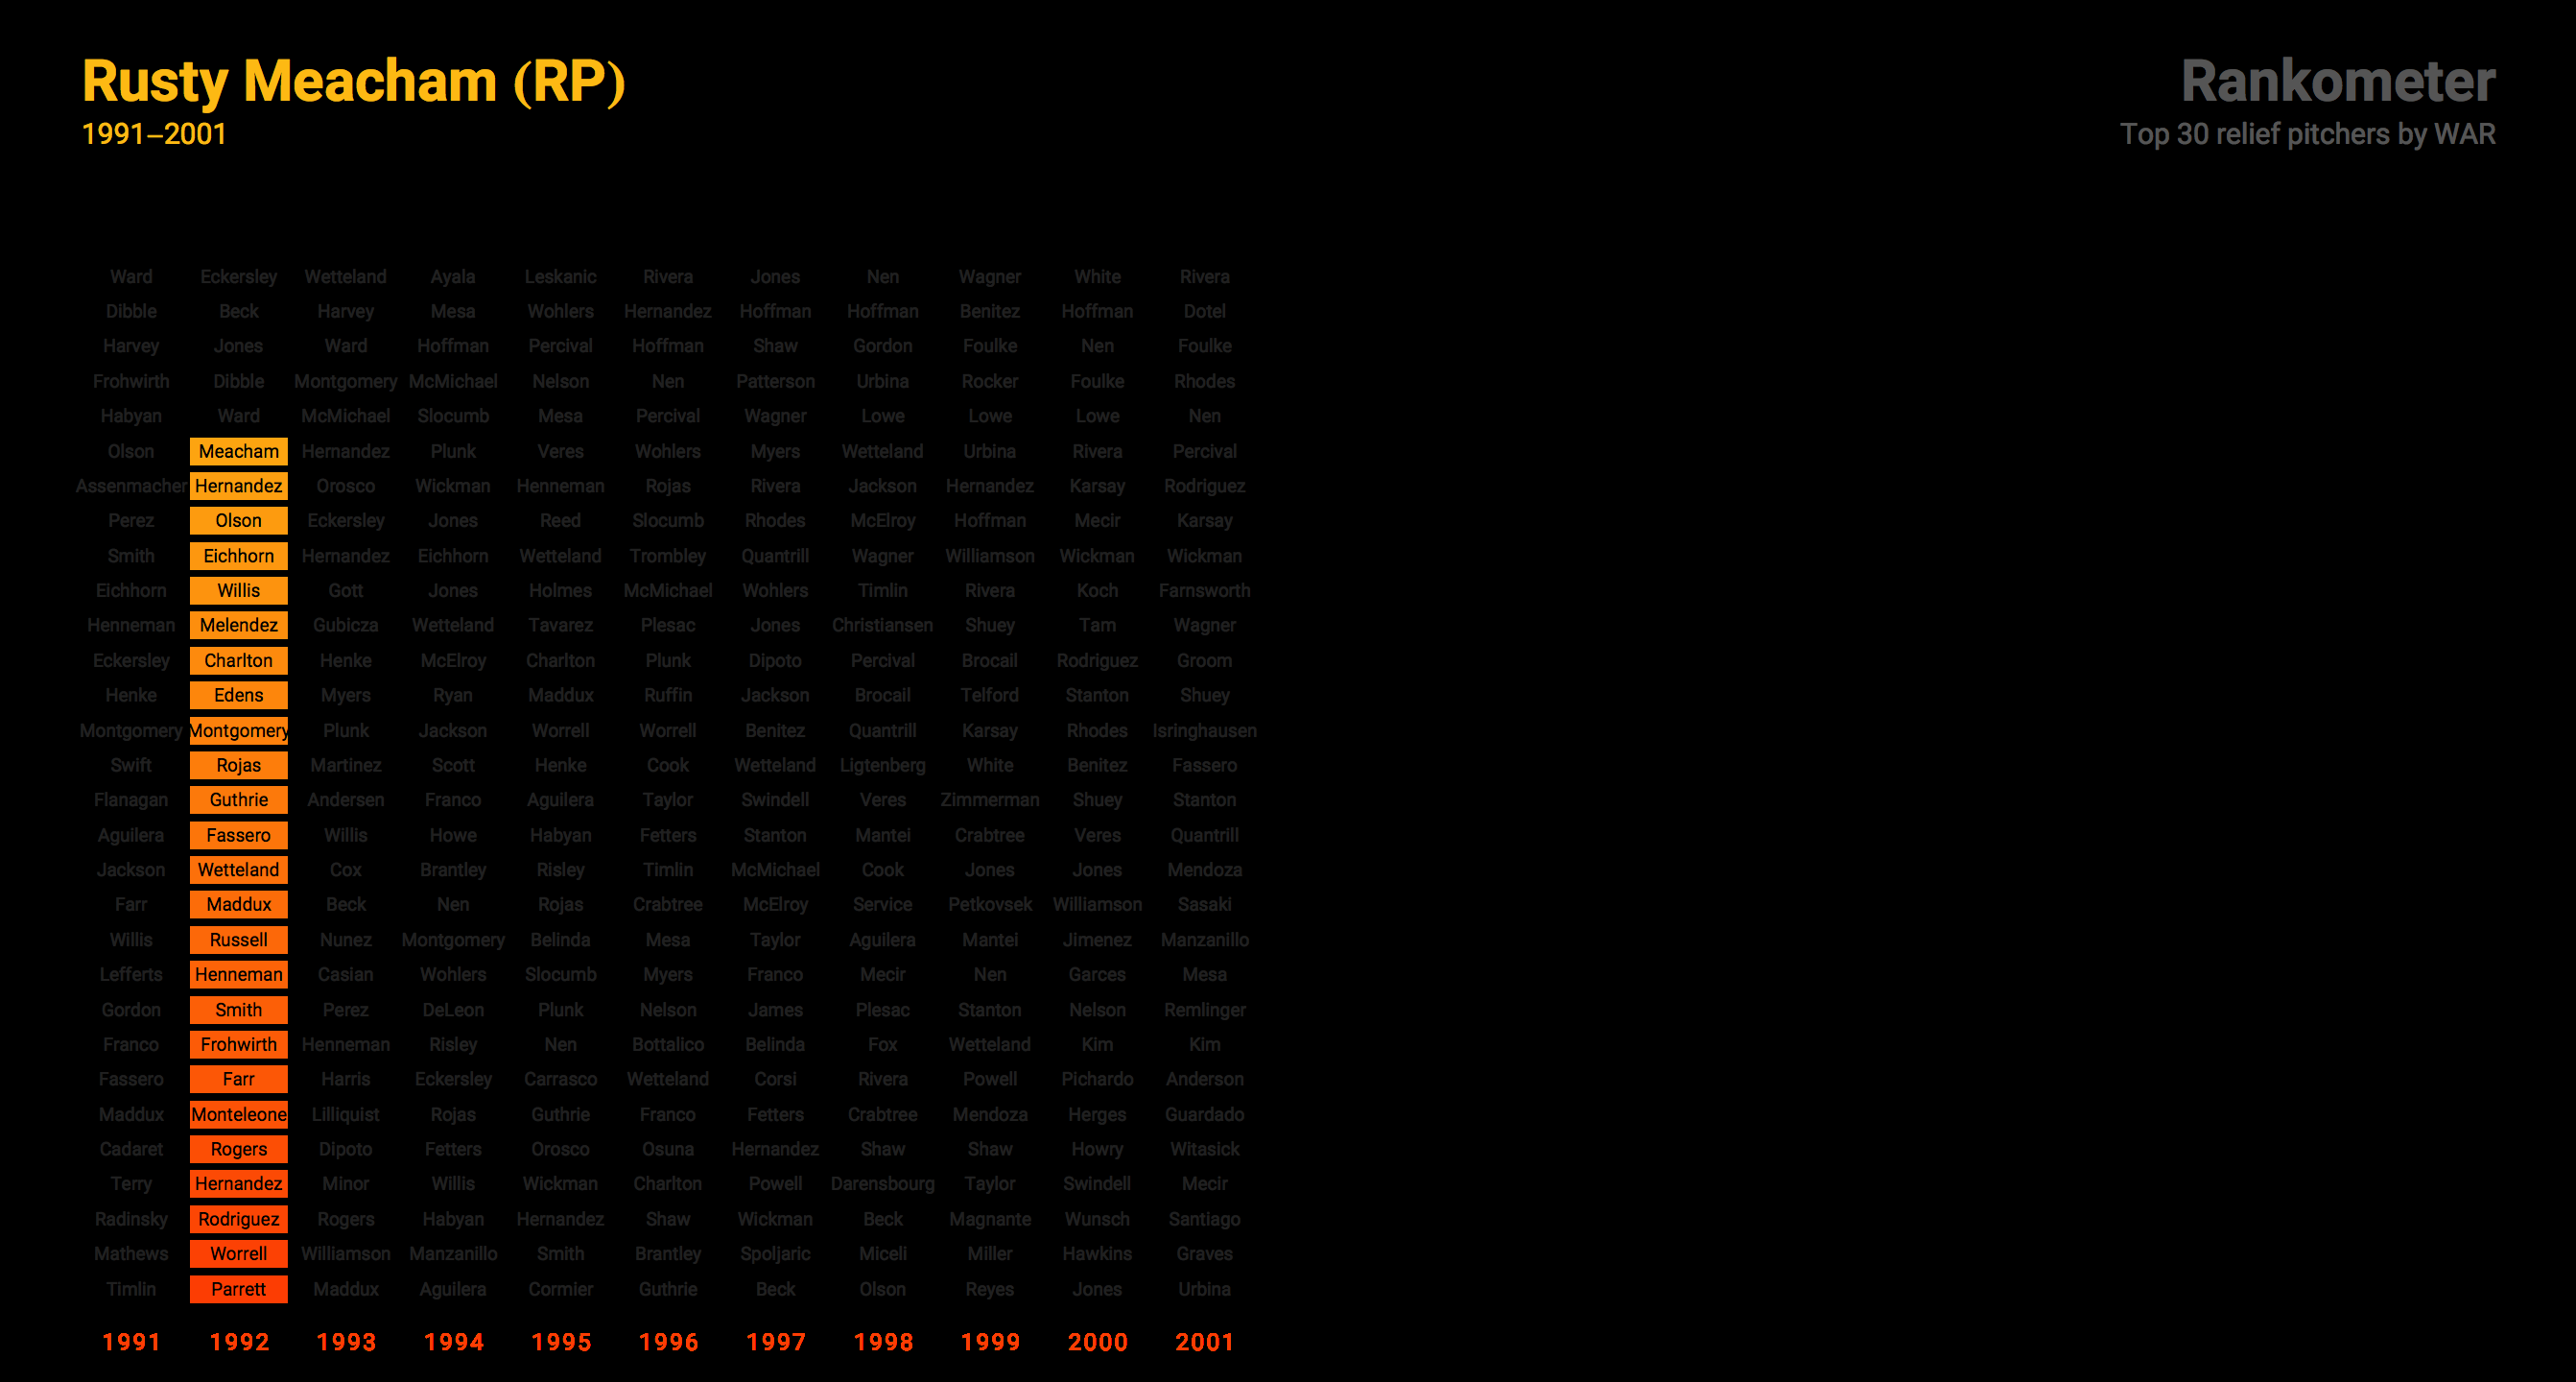 Rusty Meacham (RP)
1991–2001
Rankometer
Top 30 relief pitchers by WAR
Ward Eckersley Wetteland Ayala Leskanic Rivera Jones Nen Wagner White Rivera
Dibble Beck Harvey Mesa Wohlers Hernandez Hoffman Hoffman Benitez Hoffman Dotel
Harvey Jones Ward Hoffman Percival Hoffman Shaw Gordon Foulke Nen Foulke
Frohwirth Dibble Montgomery McMichael Nelson Nen Patterson Urbina Rocker Foulke Rhodes
Habyan Ward McMichael Slocumb Mesa Percival Wagner Lowe Lowe Lowe Nen
Olson Meacham Hernandez Plunk Veres Wohlers Myers Wetteland Urbina Rivera Percival
Assenmacher Hernandez Orosco Wickman Henneman Rojas Rivera Jackson Hernandez Karsay Rodriguez
Perez Olson Eckersley Jones Reed Slocumb Rhodes McElroy Hoffman Mecir Karsay
Smith Eichhorn Hernandez Eichhorn Wetteland Trombley Quantrill Wagner Williamson Wickman Wickman
Eichhorn Willis Gott Jones Holmes McMichael Wohlers Timlin Rivera Koch Farnsworth
Henneman Melendez Gubicza Wetteland Tavarez Plesac Jones Christiansen Shuey Tam Wagner
Eckersley Charlton Henke McElroy Charlton Plunk Dipoto Percival Brocail Rodriguez Groom
Henke Edens Myers Ryan Maddux Ruffin Jackson Brocail Telford Stanton Shuey
Montgomery Montgomery Plunk Jackson Worrell Worrell Benitez Quantrill Karsay Rhodes Isringhausen
Swift Rojas Martinez Scott Henke Cook Wetteland Ligtenberg White Benitez Fassero
Flanagan Guthrie Andersen Franco Aguilera Taylor Swindell Veres Zimmerman Shuey Stanton
Aguilera Fassero Willis Howe Habyan Fetters Stanton Mantei Crabtree Veres Quantrill
Jackson Wetteland Cox Brantley Risley Timlin McMichael Cook Jones Jones Mendoza
Farr Maddux Beck Nen Rojas Crabtree McElroy Service Petkovsek Williamson Sasaki
Willis Russell Nunez Montgomery Belinda Mesa Taylor Aguilera Mantei Jimenez Manzanillo
Lefferts Henneman Casian Wohlers Slocumb Myers Franco Mecir Nen Garces Mesa
Gordon Smith Perez DeLeon Plunk Nelson James Plesac Stanton Nelson Remlinger
Franco Frohwirth Henneman Risley Nen Bottalico Belinda Fox Wetteland Kim Kim
Fassero Farr Harris Eckersley Carrasco Wetteland Corsi Rivera Powell Pichardo Anderson
Maddux Monteleone Lilliquist Rojas Guthrie Franco Fetters Crabtree Mendoza Herges Guardado
Cadaret Rogers Dipoto Fetters Orosco Osuna Hernandez Shaw Shaw Howry Witasick
Terry Hernandez Minor Willis Wickman Charlton Powell Darensbourg Taylor Swindell Mecir
Radinsky Rodriguez Rogers Habyan Hernandez Shaw Wickman Beck Magnante Wunsch Santiago
Mathews Worrell Williamson Manzanillo Smith Brantley Spoljaric Miceli Miller Hawkins Graves
Timlin Parrett Maddux Aguilera Cormier Guthrie Beck Olson Reyes Jones Urbina
1991 1992 1993 1994 1995 1996 1997 1998 1999 2000 2001